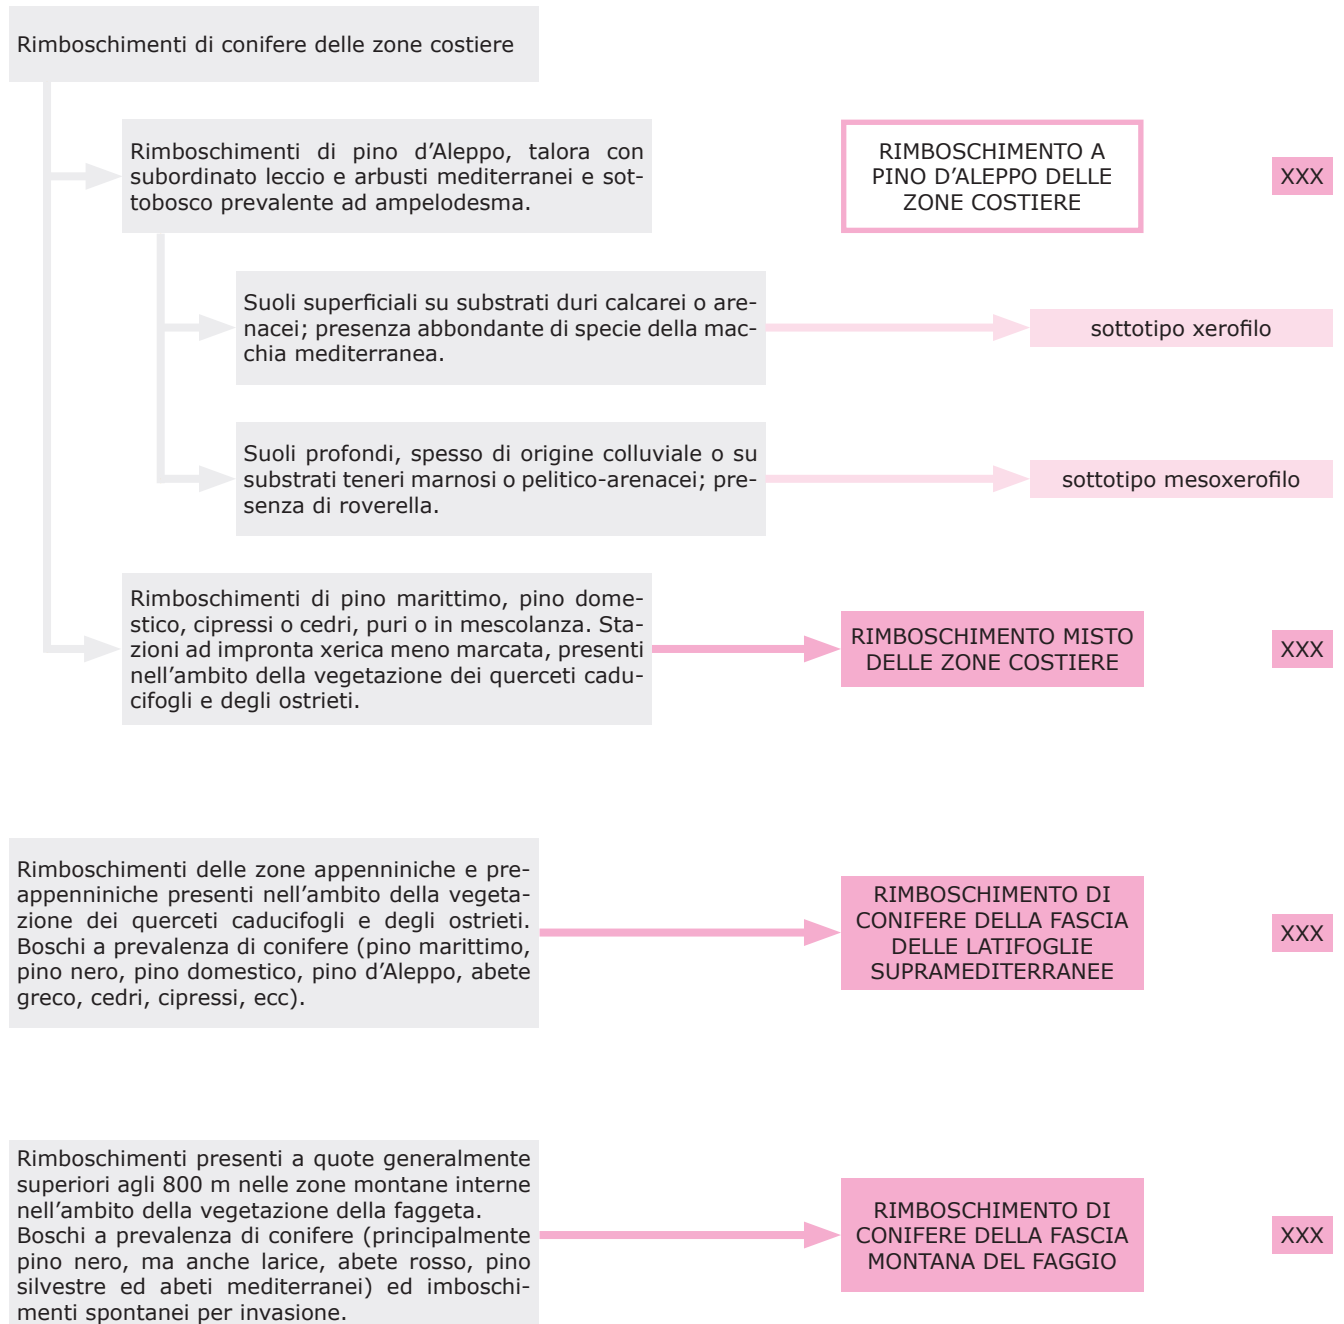 Rimboschimenti di conifere delle zone costiere
Rimboschimenti di pino d'Aleppo, talora con
subordinato leccio e arbusti mediterranei e sot-
tobosco prevalente ad ampelodesma.
RIMBOSCHIMENTO A
PINO D'ALEPPO DELLE
ZONE COSTIERE
XXX
Suoli superficiali su substrati duri calcarei o are-
nacei; presenza abbondante di specie della mac-
chia mediterranea.
sottotipo xerofilo
Suoli profondi, spesso di origine colluviale o su
substrati teneri marnosi o pelitico-arenacei; pre-
senza di roverella.
sottotipo mesoxerofilo
Rimboschimenti di pino marittimo, pino dome-
stico, cipressi o cedri, puri o in mescolanza. Sta-
zioni ad impronta xerica meno marcata, presenti
nell'ambito della vegetazione dei querceti cadu-
cifogli e degli ostrieti.
RIMBOSCHIMENTO MISTO
DELLE ZONE COSTIERE
XXX
Rimboschimenti delle zone appenniniche e pre-
appenniniche presenti nell'ambito della vegeta-
zione dei querceti caducifogli e degli ostrieti.
Boschi a prevalenza di conifere (pino marittimo,
pino nero, pino domestico, pino d'Aleppo, abete
greco, cedri, cipressi, ecc).
RIMBOSCHIMENTO DI
CONIFERE DELLA FASCIA
DELLE LATIFOGLIE
SUPRAMEDITERRANEE
XXX
Rimboschimenti presenti a quote generalmente
superiori agli 800 m nelle zone montane interne
nell'ambito della vegetazione della faggeta.
Boschi a prevalenza di conifere (principalmente
pino nero, ma anche larice, abete rosso, pino
silvestre ed abeti mediterranei) ed imboschi-
menti spontanei per invasione.
RIMBOSCHIMENTO DI
CONIFERE DELLA FASCIA
MONTANA DEL FAGGIO
XXX